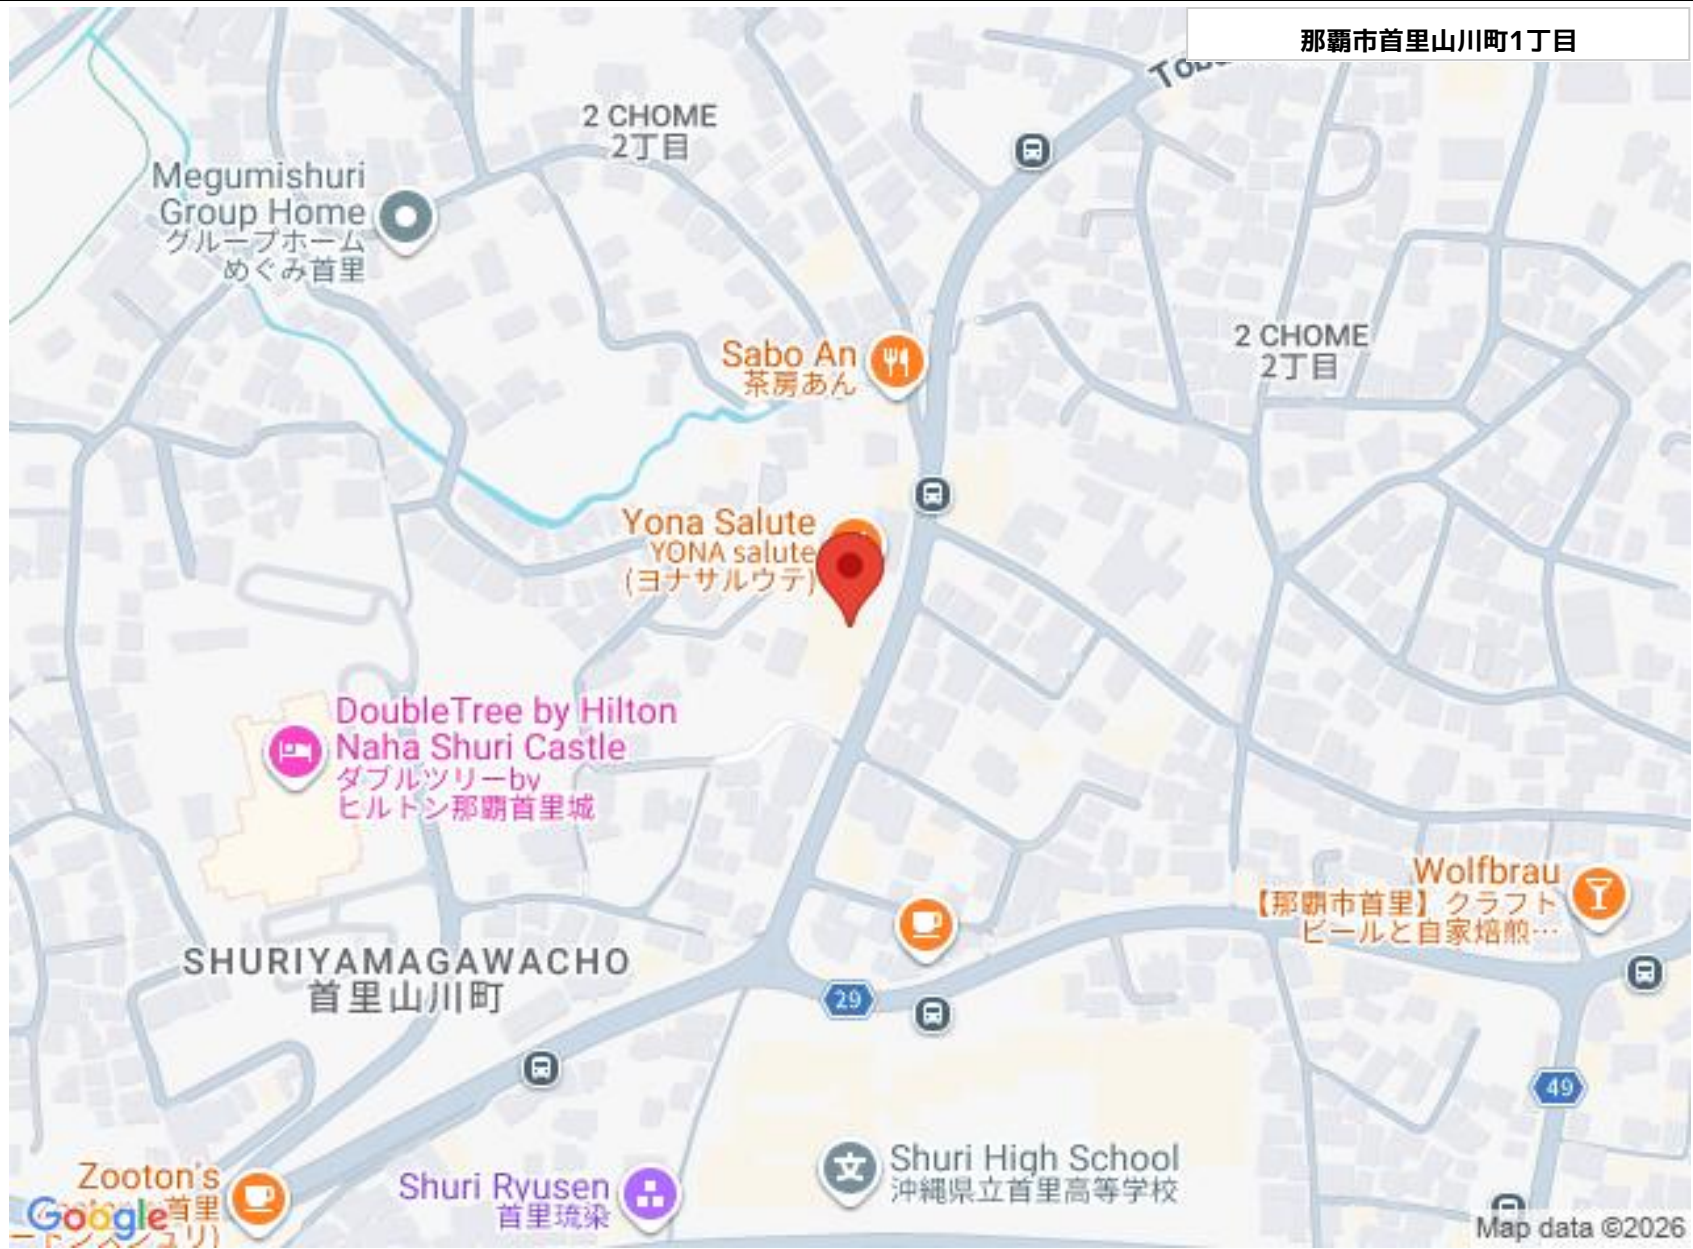 那覇市首里山川町1丁目
2 CHOME
2丁目
Megumishuri
Group Home
グループホーム
めぐみ首里
2 CHOME
2丁目
Sabo An
茶房あん
Yona Salute
YONA salute
(ヨナサルウテ)
DoubleTree by Hilton
Naha Shuri Castle
ダブルツリーby
ヒルトン那覇首里城
Wolfbrau
【那覇市首里】クラフト
ビールと自家焙煎…
SHURIYAMAGAWACHO
首里山川町
29
49
Shuri High School
沖縄県立首里高等学校
Zooton's
首里
Shuri Ryusen
首里琉染
Google
Map data ©2026